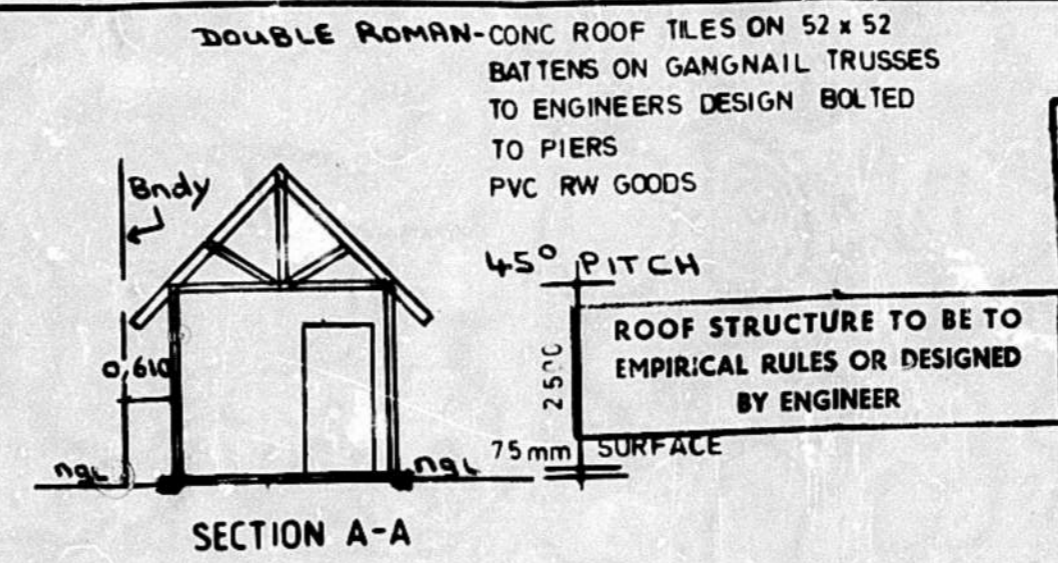 DOUBLE ROMAN-CONC ROOF TILES ON 52 x 52
BATTENS ON GANGNAIL TRUSSES
TO ENGINEERS DESIGN BOLTED
TO PIERS
PVC RW GOODS
Bndy
45° PITCH
ROOF STRUCTURE TO BE TO
EMPIRICAL RULES OR DESIGNED
BY ENGINEER
0,610
2500
75mm SURFACE
ngl
ngl
SECTION A-A